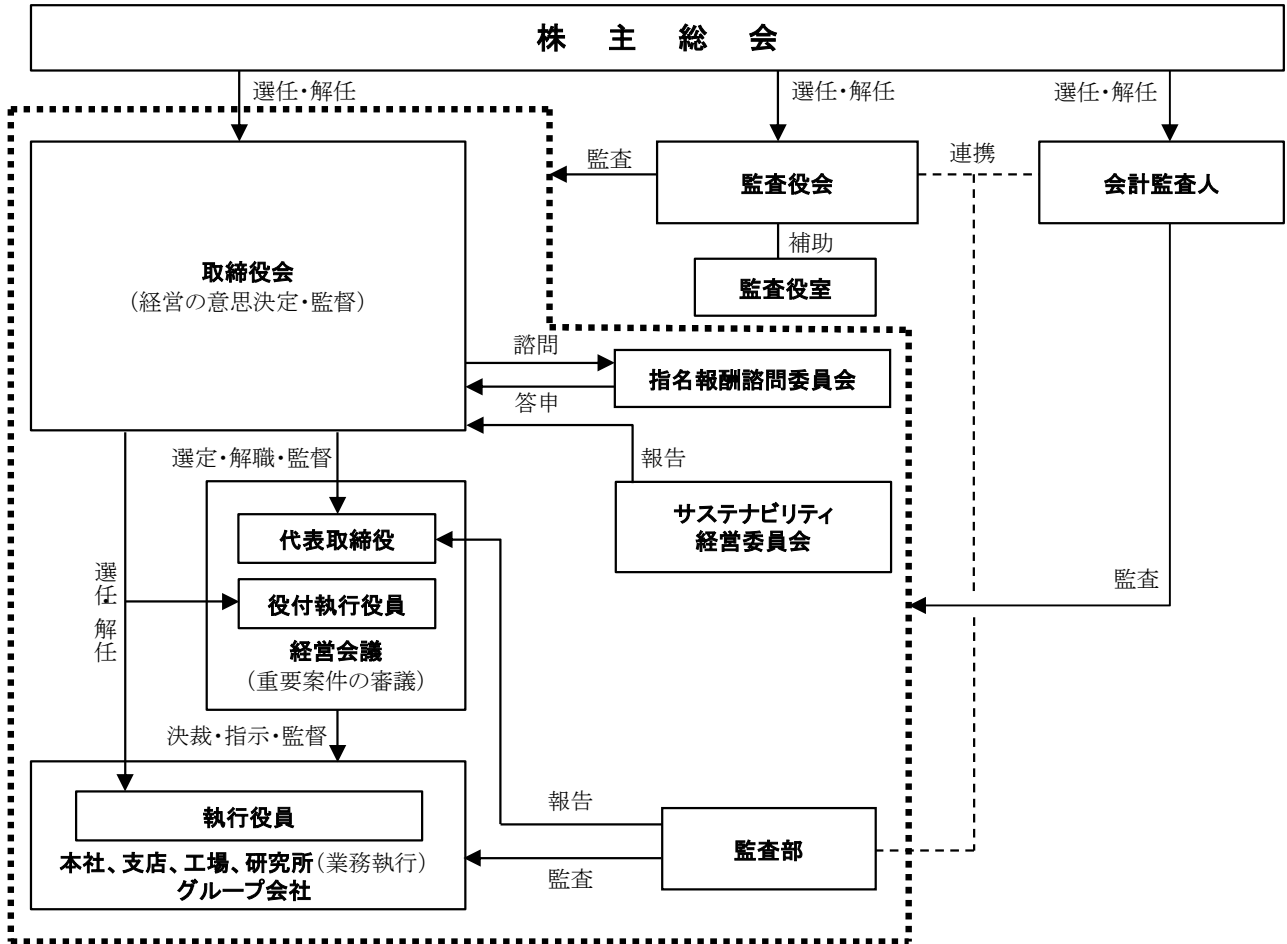 株 主 総 会
選任・解任
選任・解任
選任・解任
監査
連携
監査役会
会計監査人
補助
監査役室
取締役会
（経営の意思決定・監督）
諮問
指名報酬諮問委員会
答申
報告
サステナビリティ
経営委員会
選定・解職・監督
代表取締役
選任・解任
役付執行役員
経営会議
（重要案件の審議）
監査
決裁・指示・監督
執行役員
本社、支店、工場、研究所（業務執行）
グループ会社
報告
監査部
監査